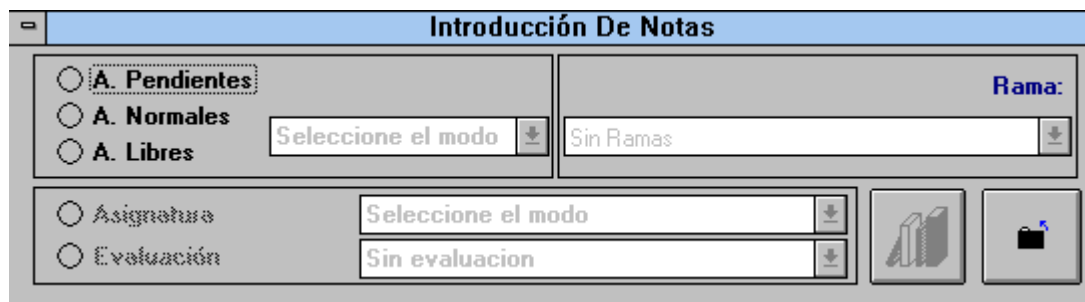 Introducción De Notas
A. Pendientes
A. Normales
A. Libres
Seleccione el modo
Rama:
Sin Ramas
Asignatura
Seleccione el modo
Evaluación
Sin evaluacion